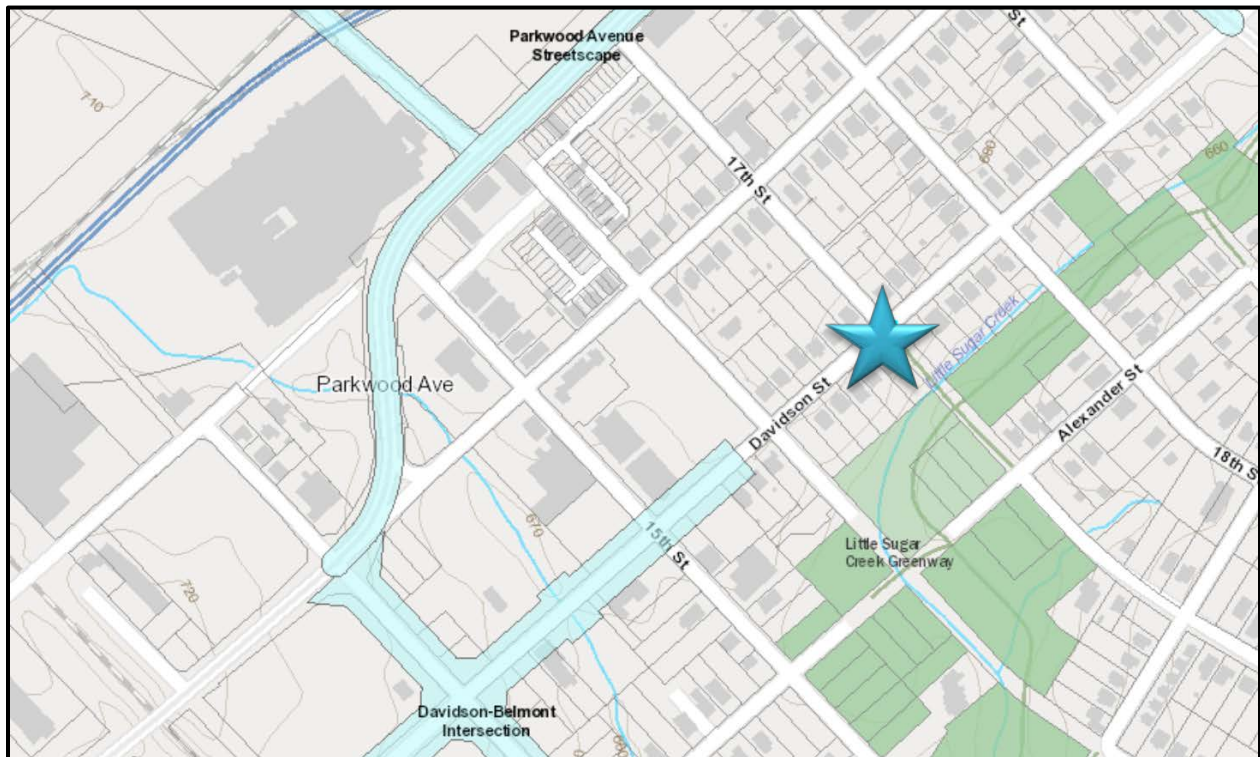 St
Parkwood Avenue
Streetscape
710
17th St
680
660
Little Sugar Creek
Parkwood Ave
Davidson St
Alexander St
18th S
670
15th St
Little Sugar
Creek Greenway
720
Davidson-Belmont
Intersection
660